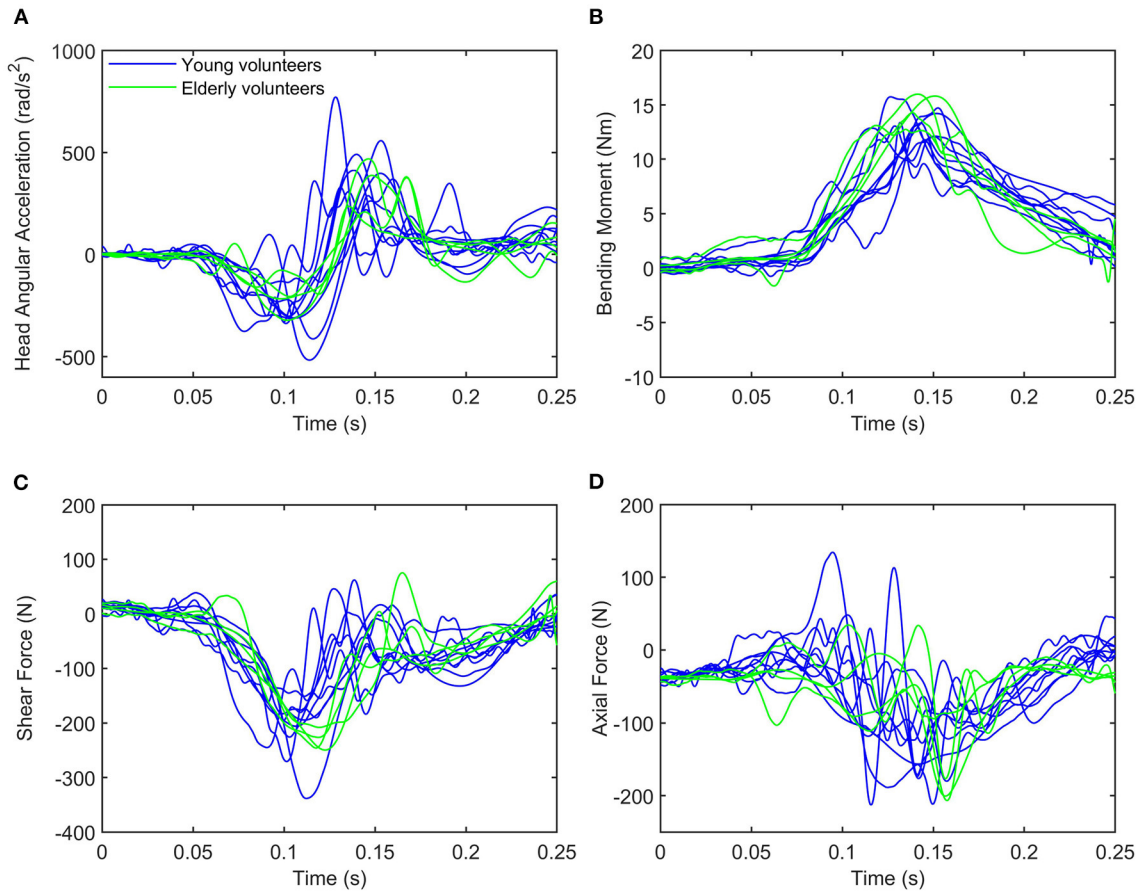 A
Head Angular Acceleration (rad/s²)
1000
500
0
-500
Young volunteers
Elderly volunteers
0 0.05 0.1 0.15 0.2 0.25
Time (s)
B
Bending Moment (Nm)
20
15
10
5
0
-5
-10
0 0.05 0.1 0.15 0.2 0.25
Time (s)
C
Shear Force (N)
200
100
0
-100
-200
-300
-400
0 0.05 0.1 0.15 0.2 0.25
Time (s)
D
Axial Force (N)
200
100
0
-100
-200
0 0.05 0.1 0.15 0.2 0.25
Time (s)